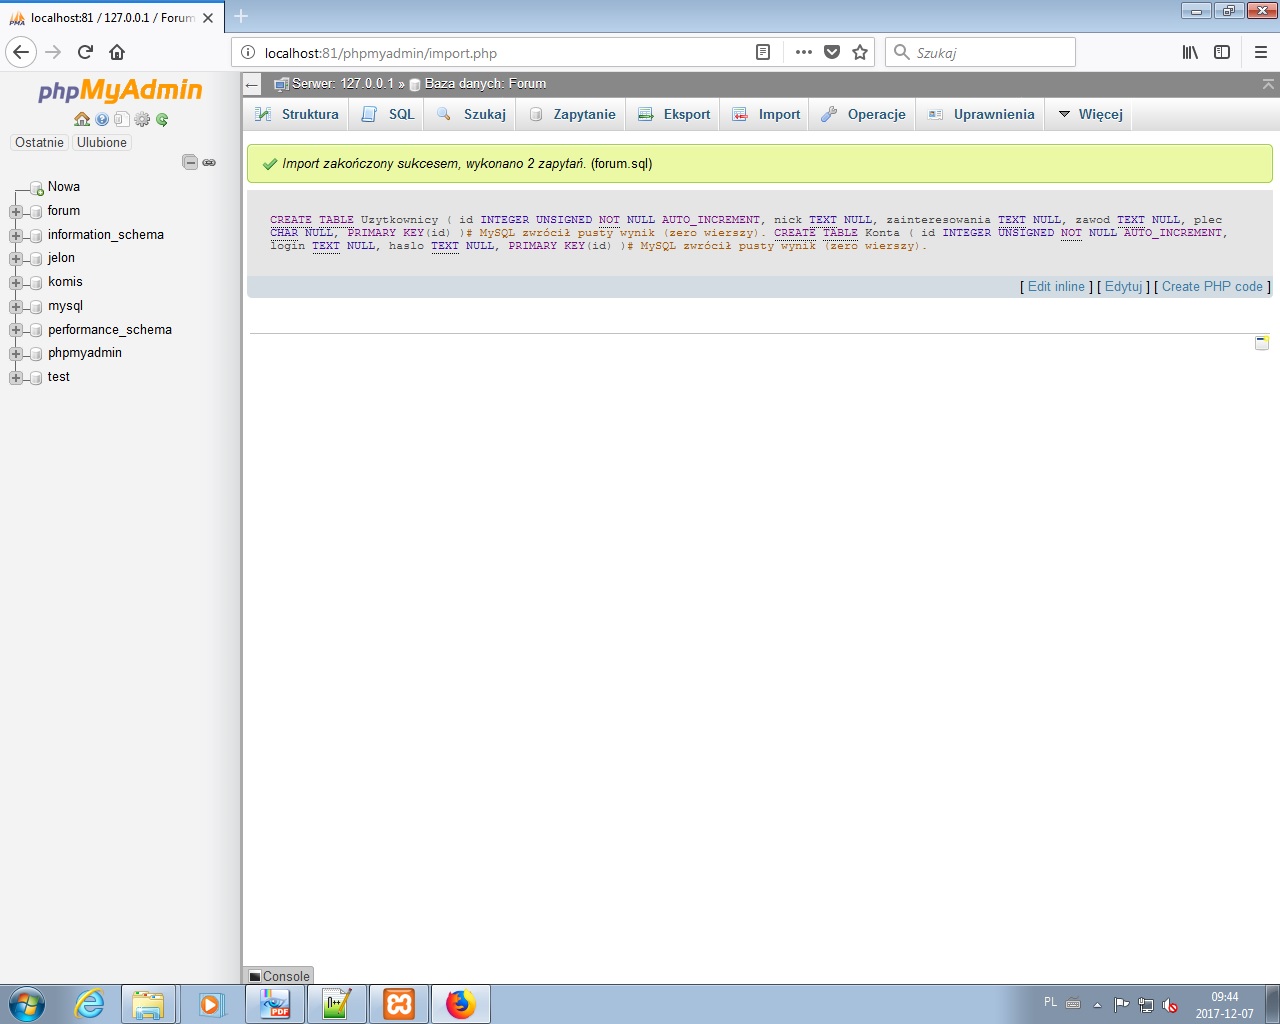 localhost:81 / 127.0.0.1 / Forum
localhost:81/phpmyadmin/import.php
Szukaj
phpMyAdmin
Ostatnie Ulubione
Nowa
forum
information_schema
jelon
komis
mysql
performance_schema
phpmyadmin
test
Serwer: 127.0.0.1 » Baza danych: Forum
Struktura SQL Szukaj Zapytanie Eksport Import Operacje Uprawnienia Więcej
Import zakończony sukcesem, wykonano 2 zapytań. (forum.sql)
CREATE TABLE Uzytkownicy ( id INTEGER UNSIGNED NOT NULL AUTO_INCREMENT, nick TEXT NULL, zainteresowania TEXT NULL, zawod TEXT NULL, plec
CHAR NULL, PRIMARY KEY(id) )# MySQL zwrócił pusty wynik (zero wierszy). CREATE TABLE Konta ( id INTEGER UNSIGNED NOT NULL AUTO_INCREMENT,
login TEXT NULL, haslo TEXT NULL, PRIMARY KEY(id) )# MySQL zwrócił pusty wynik (zero wierszy).
[ Edit inline ] [ Edytuj ] [ Create PHP code ]
Console
PL
09:44
2017-12-07